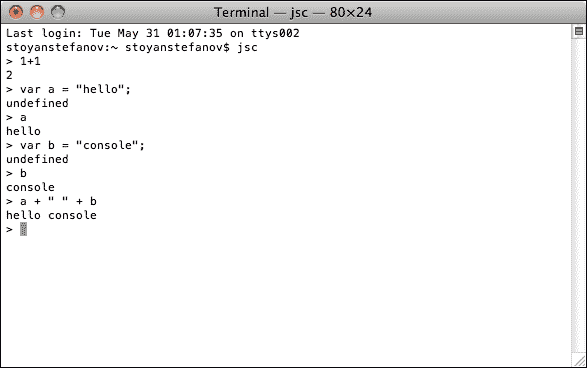 Terminal — jsc — 80×24
Last login: Tue May 31 01:07:35 on ttys002
stoyanstefanov:~ stoyanstefanov$ jsc
> 1+1
2
> var a = "hello";
undefined
> a
hello
> var b = "console";
undefined
> b
console
> a + " " + b
hello console
>